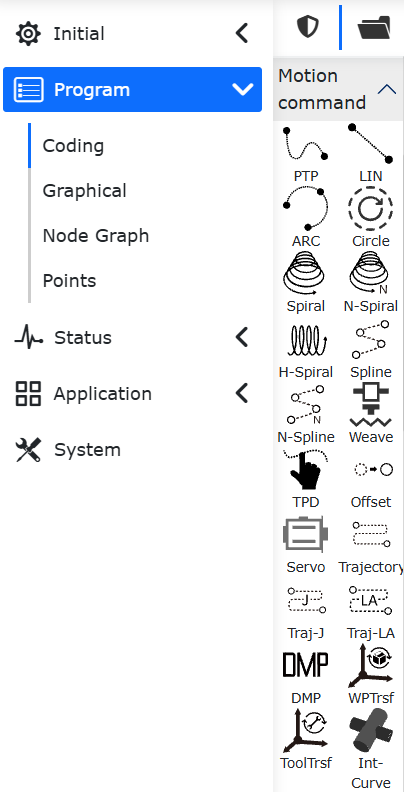 Initial
Program
Coding
Graphical
Node Graph
Points
Status
Application
System
Motion
command
PTP
LIN
ARC
Circle
Spiral
N
N-Spiral
H-Spiral
Spline
N
N-Spline
Weave
TPD
Offset
Servo
Trajectory
J
Traj-J
LA
Traj-LA
DMP
DMP
WPTrsf
ToolTrsf
Int-
Curve